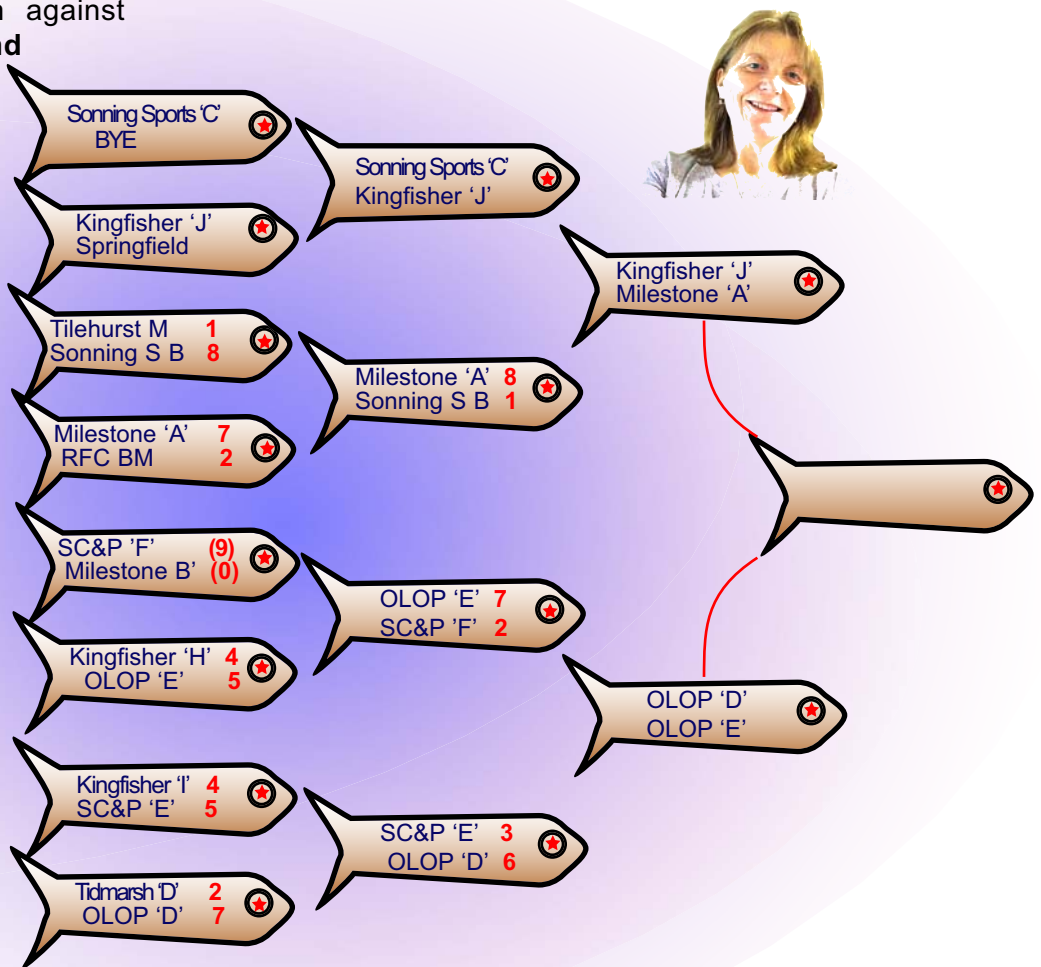 against
Sonning Sports 'C'
BYE
Kingfisher 'J'
Springfield
Tilehurst M 1
Sonning S B 8
Milestone 'A' 7
RFC BM 2
SC&P 'F' (9)
Milestone B' (0)
Kingfisher 'H' 4
OLOP 'E' 5
Kingfisher 'I' 4
SC&P 'E' 5
Tidmarsh 'D' 2
OLOP 'D' 7
Sonning Sports 'C'
Kingfisher 'J'
Milestone 'A' 8
Sonning S B 1
OLOP 'E' 7
SC&P 'F' 2
SC&P 'E' 3
OLOP 'D' 6
Kingfisher 'J'
Milestone 'A'
OLOP 'D'
OLOP 'E'